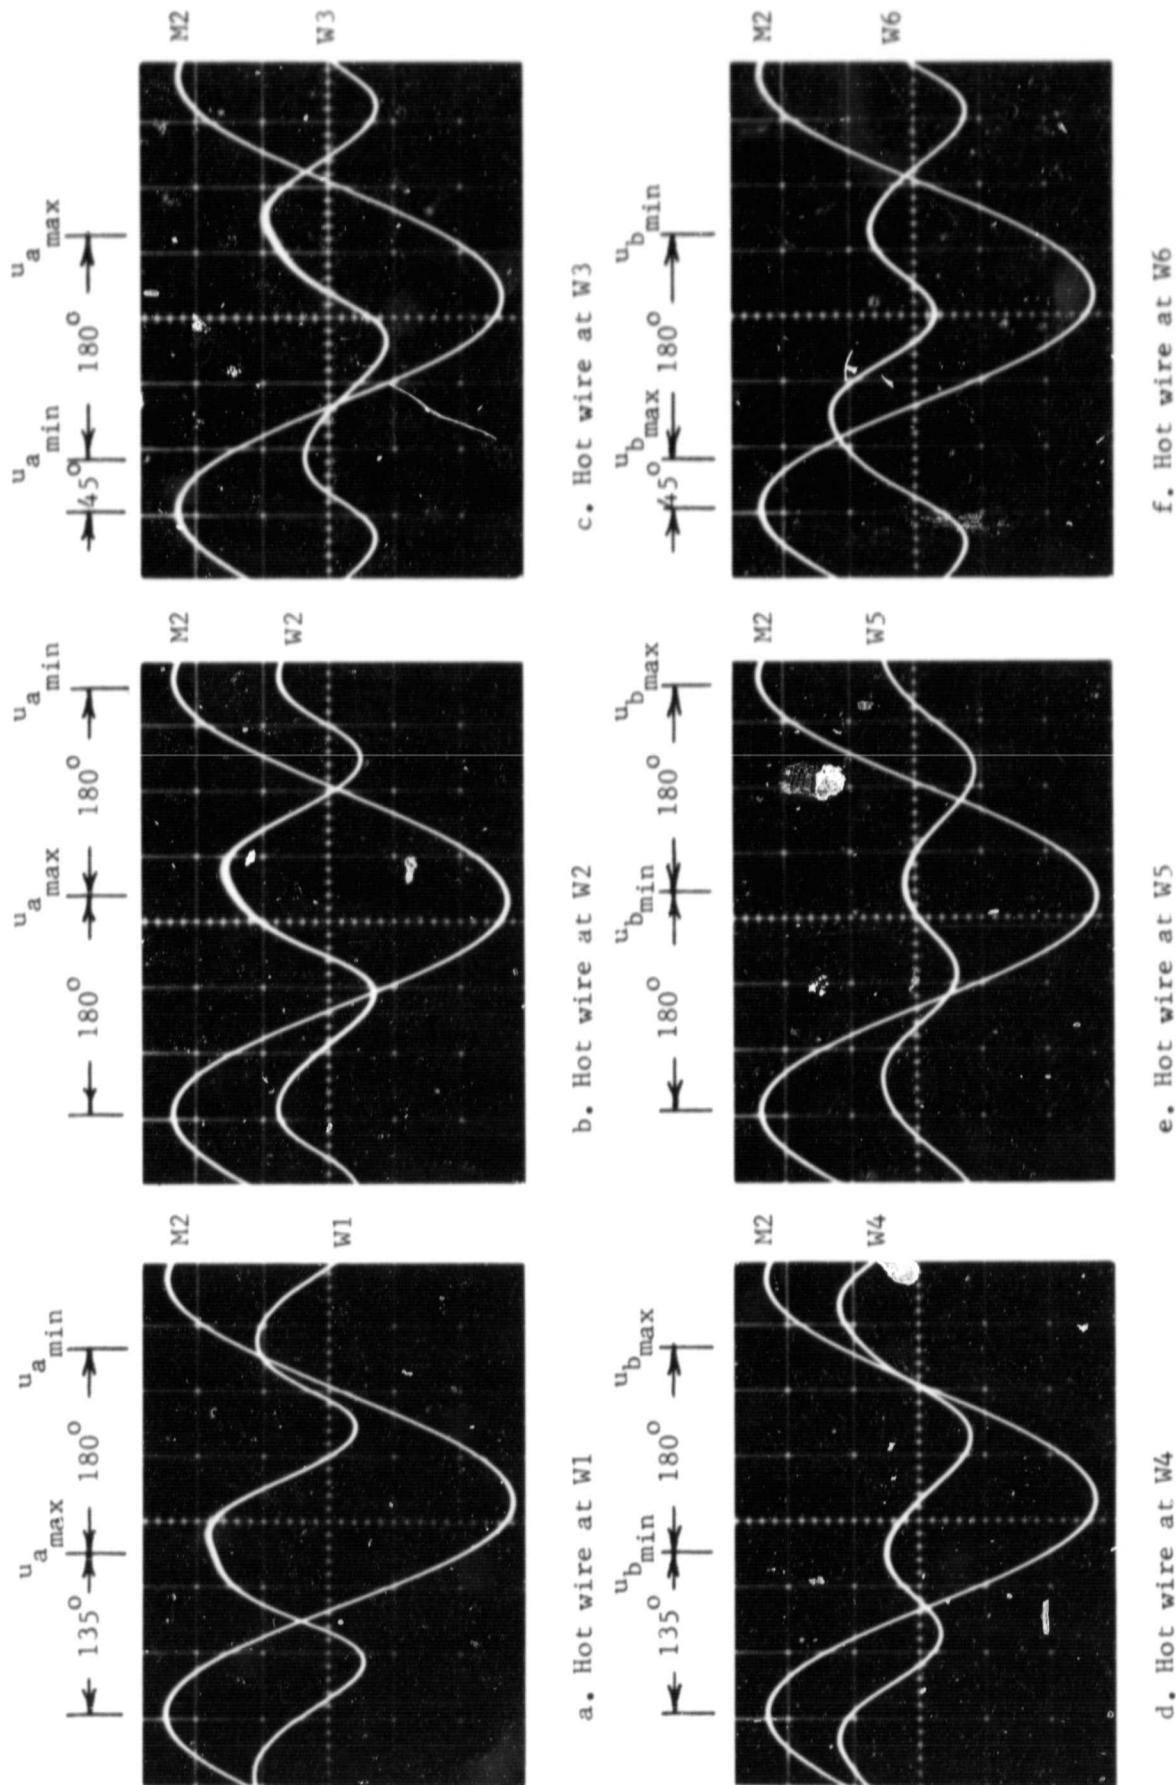 135° u_a max 180° u_a min
M2
W1
a. Hot wire at W1
180° u_a max 180° u_a min
M2
W2
b. Hot wire at W2
45° u_a min 180° u_a max
M2
W3
c. Hot wire at W3
135° u_b min 180° u_b max
M2
W4
d. Hot wire at W4
180° u_b min 180° u_b max
M2
W5
e. Hot wire at W5
45° u_b max 180° u_b min
M2
W6
f. Hot wire at W6